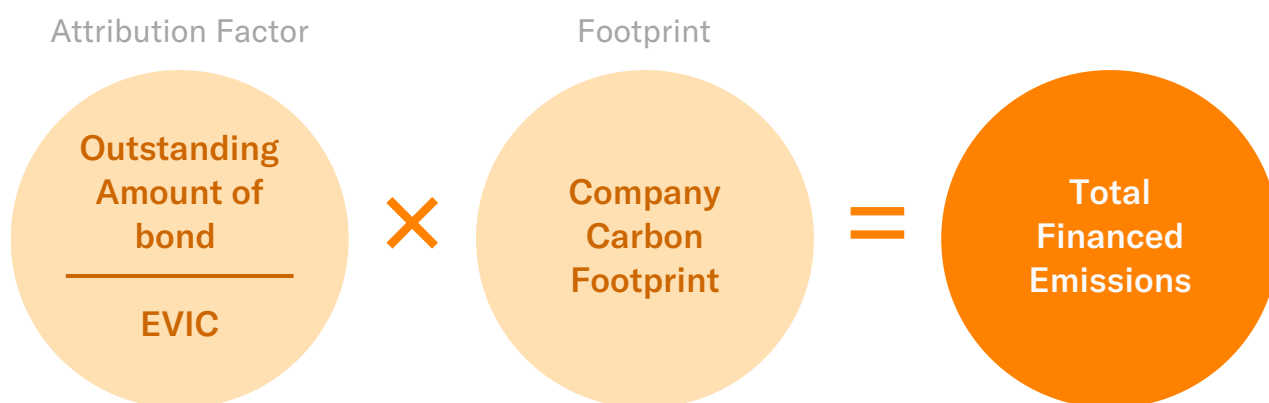 Attribution Factor
Footprint
Outstanding
Amount of
bond
EVIC
×
Company
Carbon
Footprint
=
Total
Financed
Emissions